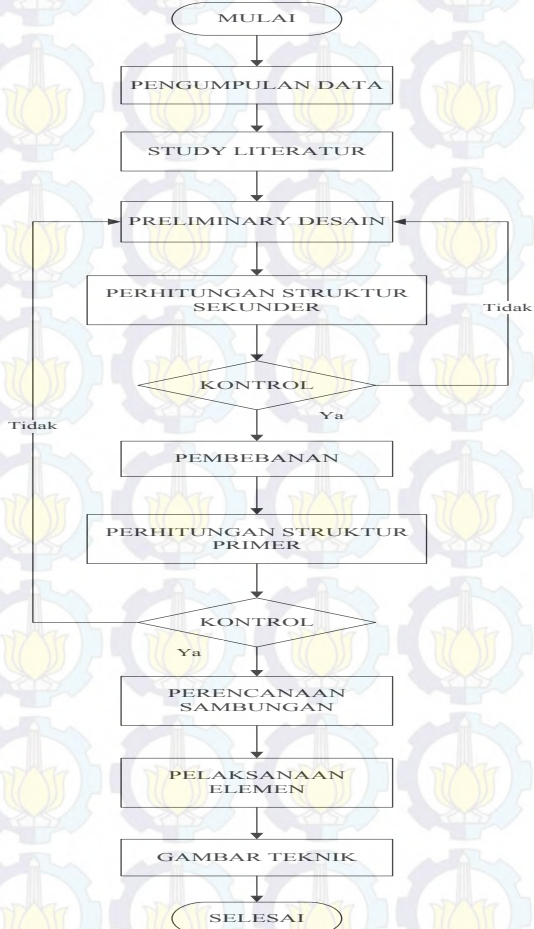 MULAI
PENGUMPULAN DATA
STUDY LITERATUR
PRELIMINARY DESAIN
PERHITUNGAN STRUKTUR
SEKUNDER
Tidak
KONTROL
Ya
Tidak
PEMBEBANAN
PERHITUNGAN STRUKTUR
PRIMER
KONTROL
Ya
PERENCANAAN
SAMBUNGAN
PELAKSANAAN
ELEMEN
GAMBAR TEKNIK
SELESAI